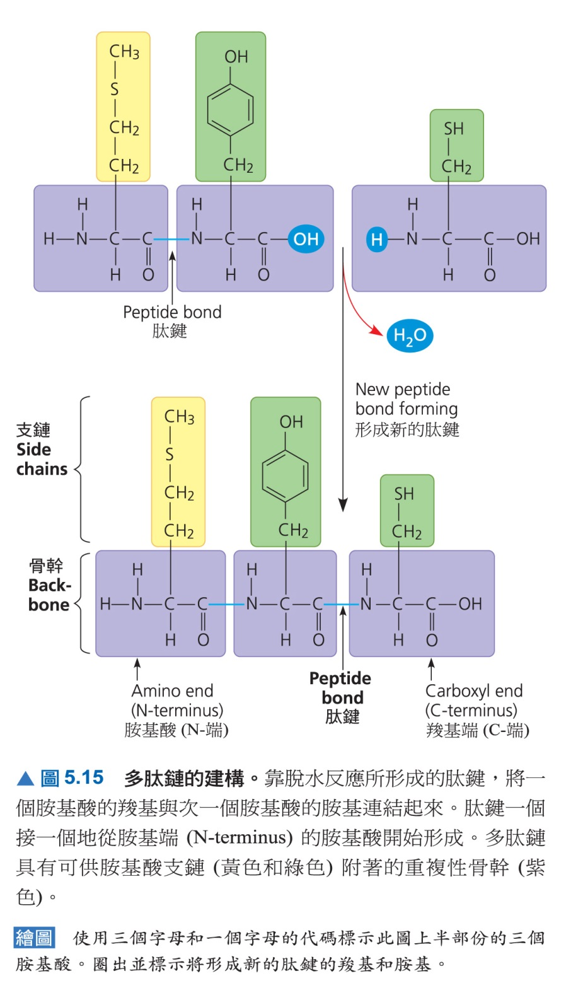 CH3
S
CH2
CH2
OH
CH2
SH
CH2
H
H—N—C—C—N—C—C—OH
H
H O H O
H
H—N—C—C—OH
H O
Peptide bond
肽鍵
H2O
New peptide
bond forming
形成新的肽鍵
支鏈
Side
chains
CH3
S
CH2
CH2
OH
CH2
SH
CH2
骨幹
Back-
bone
H H H
H—N—C—C—N—C—C—N—C—C—OH
H O H O H O
Amino end
(N-terminus)
胺基酸 (N-端)
Peptide
bond
肽鍵
Carboxyl end
(C-terminus)
羧基端 (C-端)
▲ 圖 5.15 多肽鏈的建構。靠脫水反應所形成的肽鍵，將一
個胺基酸的羧基與次一個胺基酸的胺基連結起來。肽鍵一個
接一個地從胺基端 (N-terminus) 的胺基酸開始形成。多肽鏈
具有可供胺基酸支鏈 (黃色和綠色) 附著的重複性骨幹 (紫
色)。
繪圖 使用三個字母和一個字母的代碼標示此圖上半部份的三個
胺基酸。圈出並標示將形成新的肽鍵的羧基和胺基。